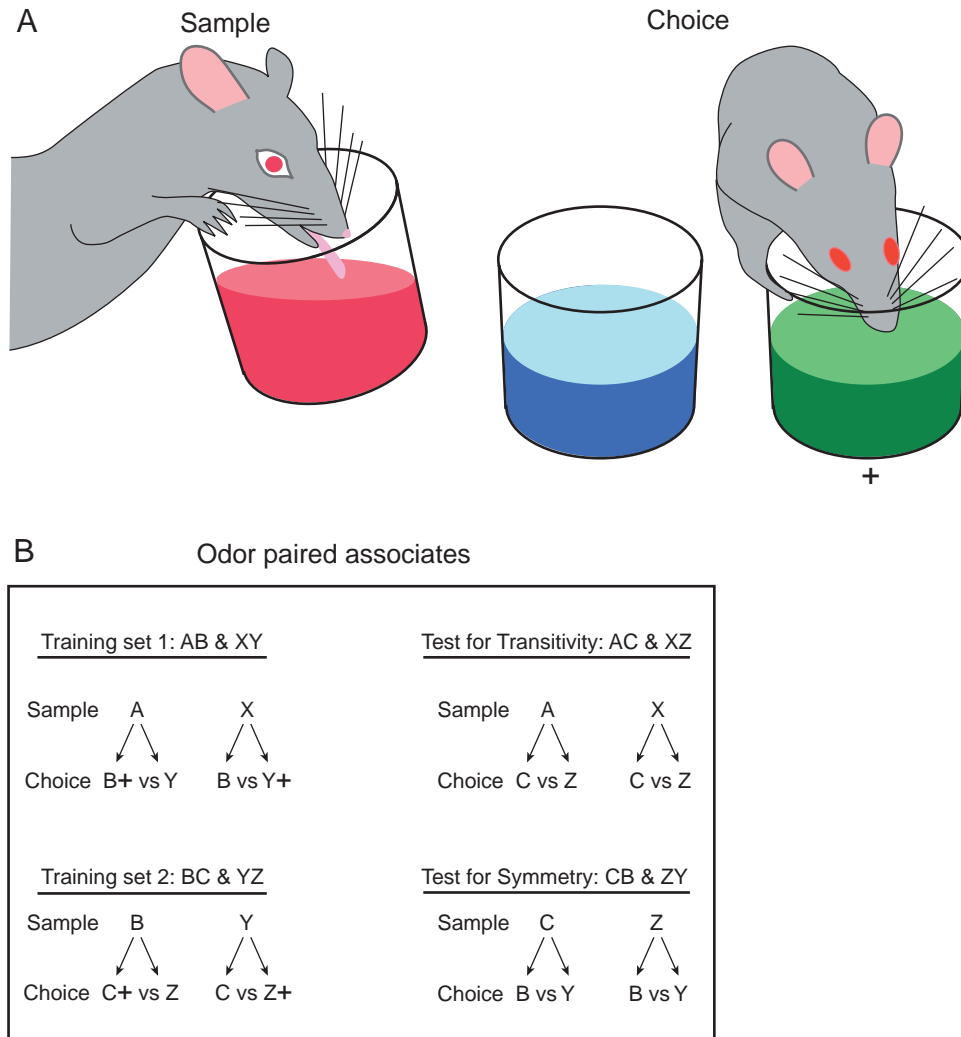 A
Sample
Choice
+
B
Odor paired associates
Training set 1: AB & XY
Sample A X
Choice B+ vs Y B vs Y+
Training set 2: BC & YZ
Sample B Y
Choice C+ vs Z C vs Z+
Test for Transitivity: AC & XZ
Sample A X
Choice C vs Z C vs Z
Test for Symmetry: CB & ZY
Sample C Z
Choice B vs Y B vs Y